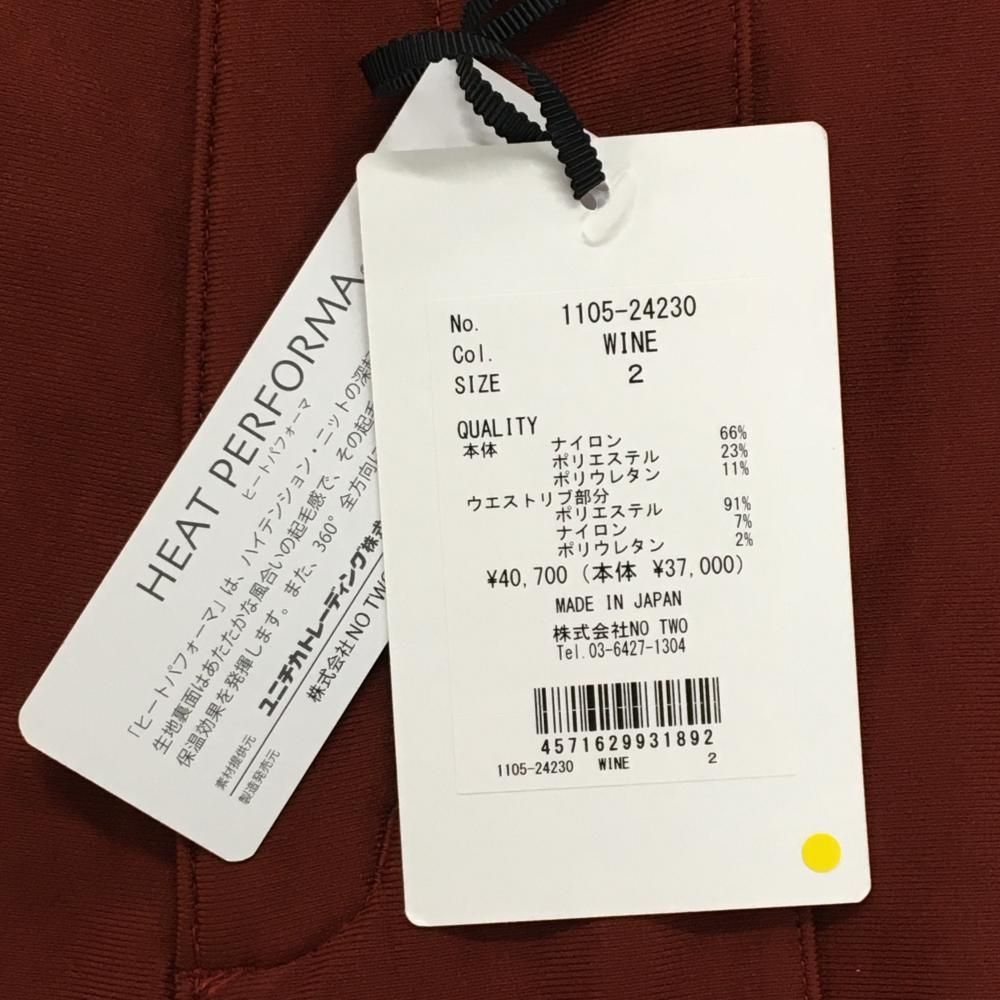 No. 1105-24230
Col. WINE
SIZE 2
QUALITY
本体 ナイロン 66%
ポリエステル 23%
ポリウレタン 11%
ウエストリブ部分
ポリエステル 91%
ナイロン 7%
ポリウレタン 2%
¥40,700 (本体 ¥37,000)
MADE IN JAPAN
株式会社NO TWO
Tel.03-6427-1304
4571629931892
1105-24230 WINE 2
HEAT PERFORMA®
ヒートパフォーマ
「ヒートパフォーマ」は、ハイテンション・ニットの深
生地裏面はあたたかな風合いの起毛感で、その起毛
保温効果を発揮します。また、360°全方向に
素材提供元 ユニチカトレーディング株式
製造発売元 株式会社NO TWO